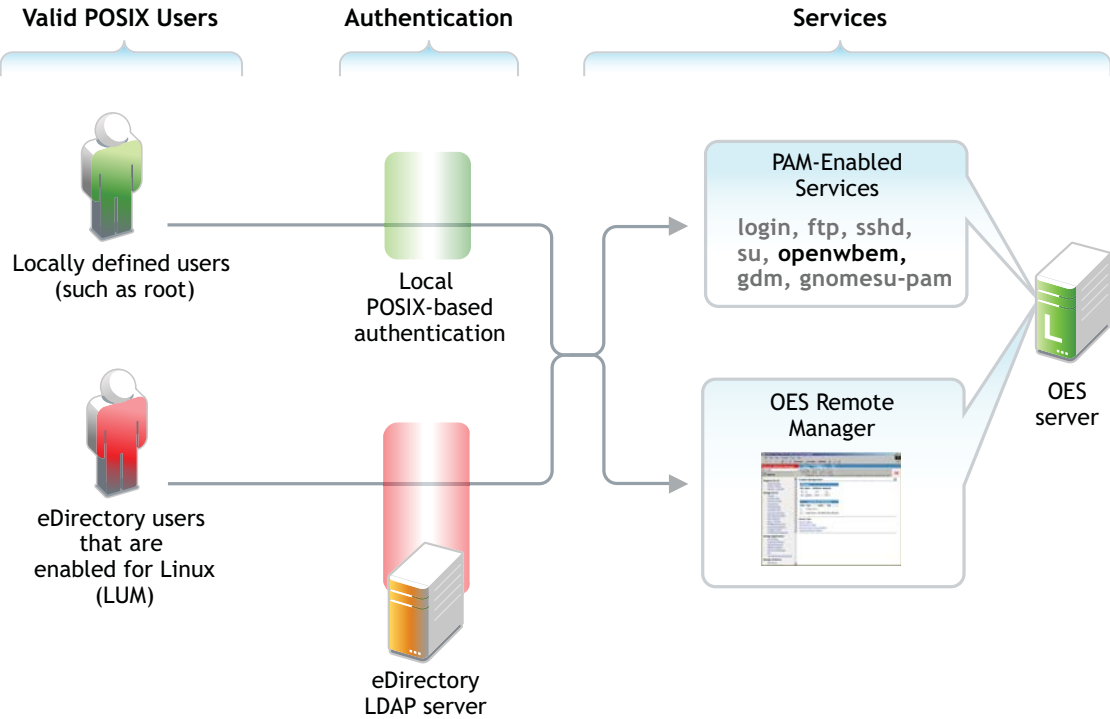 Valid POSIX Users
Authentication
Services
Locally defined users
(such as root)
Local
POSIX-based
authentication
PAM-Enabled
Services
login, ftp, sshd,
su, openwbem,
gdm, gnomesu-pam
L
OES
server
eDirectory users
that are
enabled for Linux
(LUM)
eDirectory
LDAP server
OES Remote
Manager